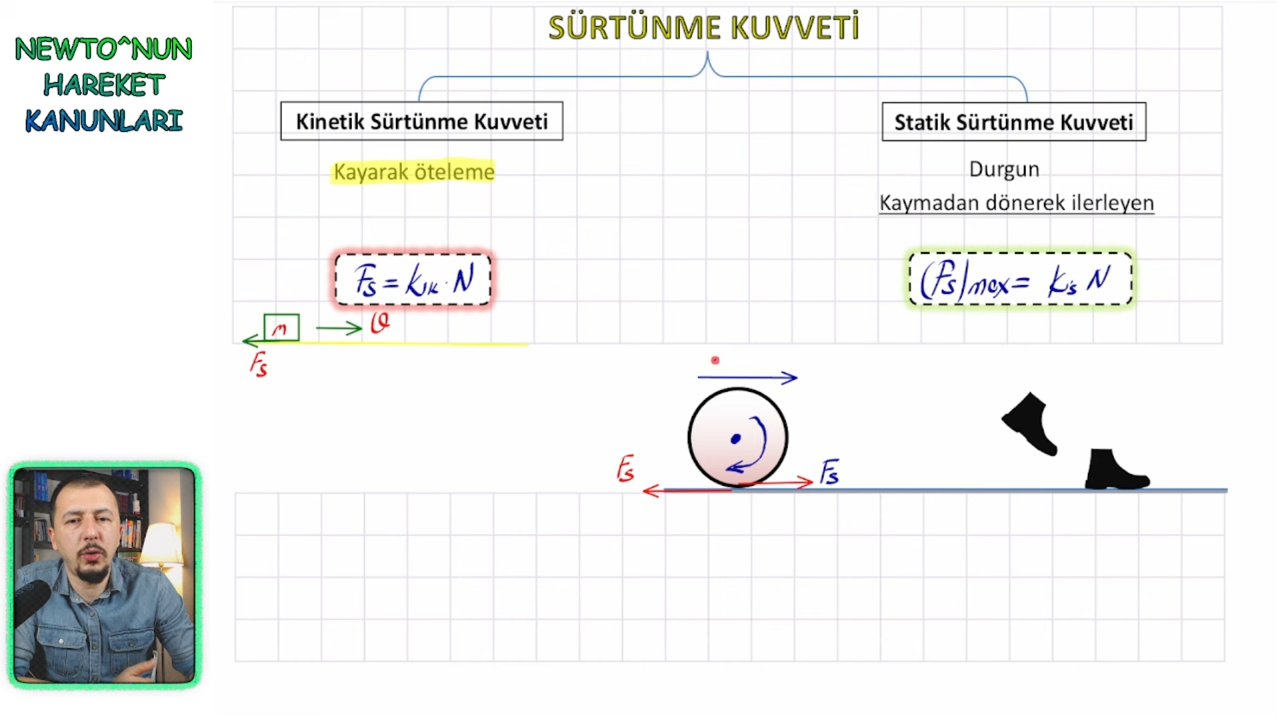 NEWTO^NUN
HAREKET
KANUNLARI
SÜRTÜNME KUVVETİ
Kinetik Sürtünme Kuvveti
Statik Sürtünme Kuvveti
Kayarak öteleme
Durgun
Kaymadan dönerek ilerleyen
Fs = kk · N
(Fs)max = ks N
m
Fs
Fs
Fs